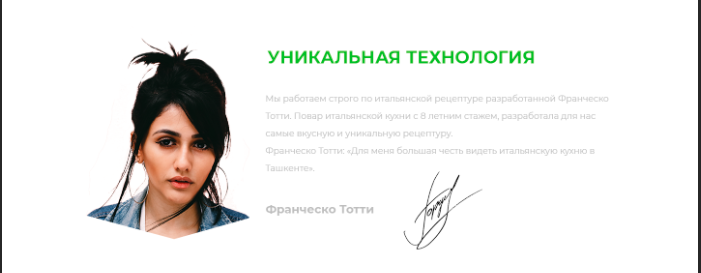 УНИКАЛЬНАЯ ТЕХНОЛОГИЯ
Мы работаем строго по итальянской рецептуре разработанной Франческо
Тотти. Повар итальянской кухни с 8 летним стажем, разработала для нас
самые вкусную и уникальную рецептуру.
Франческо Тотти: «Для меня большая честь видеть итальянскую кухню в
Ташкенте».
Франческо Тотти